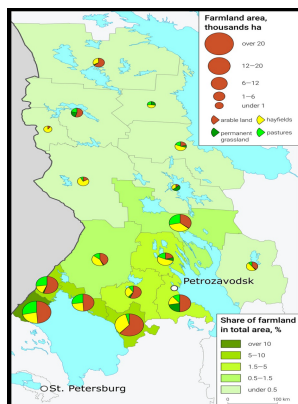 Farmland area,
thousands ha
over 20
12–20
6–12
1–6
under 1
arable land
hayfields
permanent
grassland
pastures
Petrozavodsk
St. Petersburg
Share of farmland
in total area, %
over 10
5–10
1.5–5
0.5–1.5
under 0.5
0
100 km